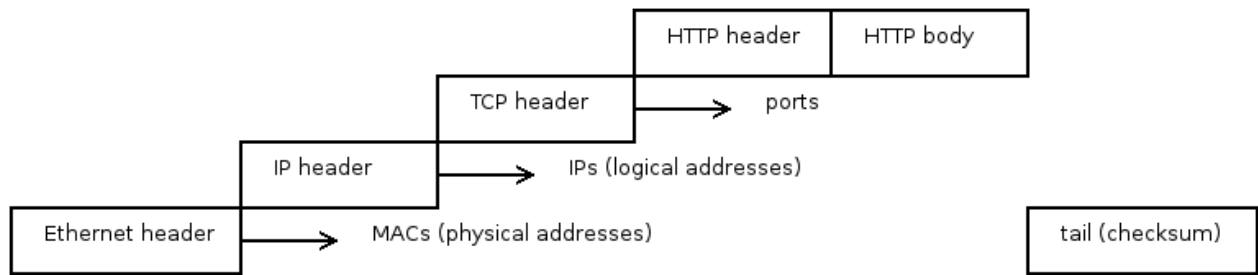 HTTP header
HTTP body
TCP header
ports
IP header
IPs (logical addresses)
Ethernet header
MACs (physical addresses)
tail (checksum)